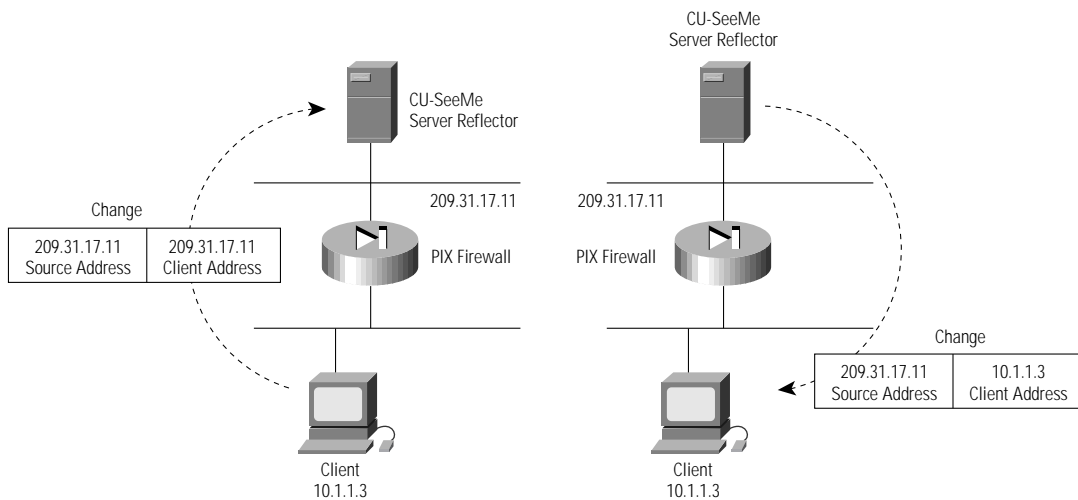 CU-SeeMe
Server Reflector
209.31.17.11
PIX Firewall
Change
209.31.17.11
Source Address
209.31.17.11
Client Address
Client
10.1.1.3
CU-SeeMe
Server Reflector
209.31.17.11
PIX Firewall
Change
209.31.17.11
Source Address
10.1.1.3
Client Address
Client
10.1.1.3